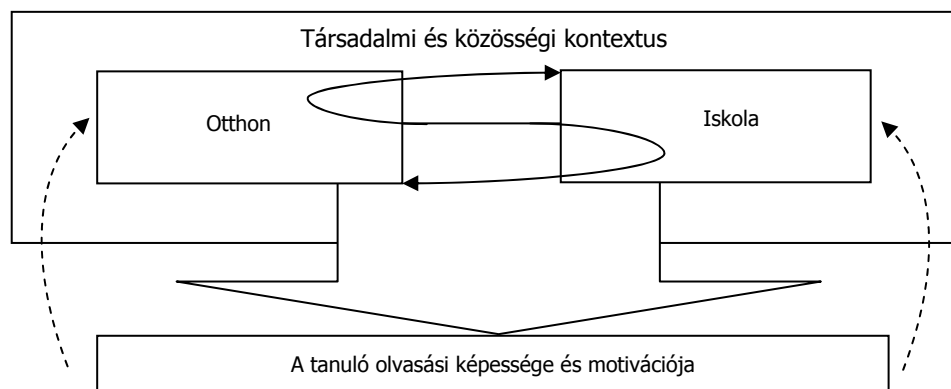 Társadalmi és közösségi kontextus
Otthon
Iskola
A tanuló olvasási képessége és motivációja